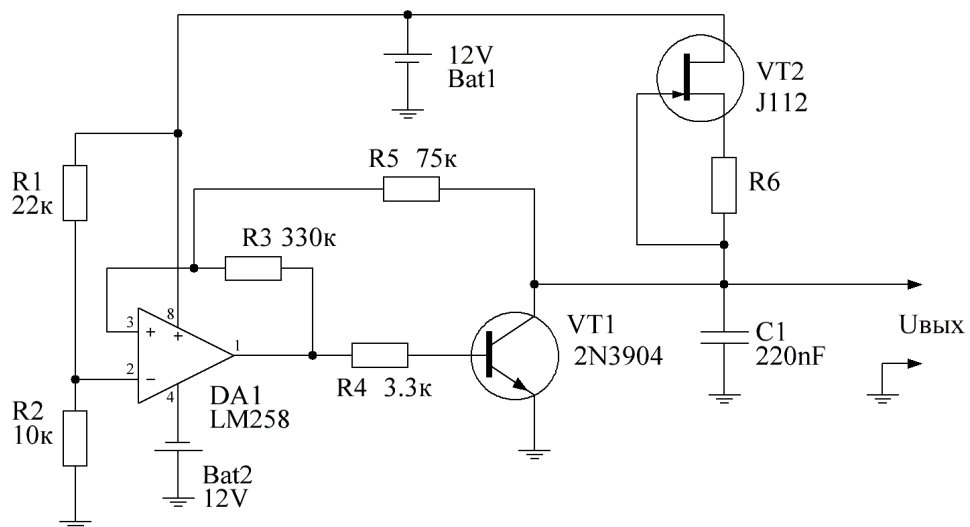 12V
Bat1
VT2
J112
R5 75к
R1
22к
R6
R3 330к
3
8
+
+
1
2
−
4
VT1
2N3904
Uвых
C1
220nF
R4 3.3к
DA1
LM258
R2
10к
Bat2
12V